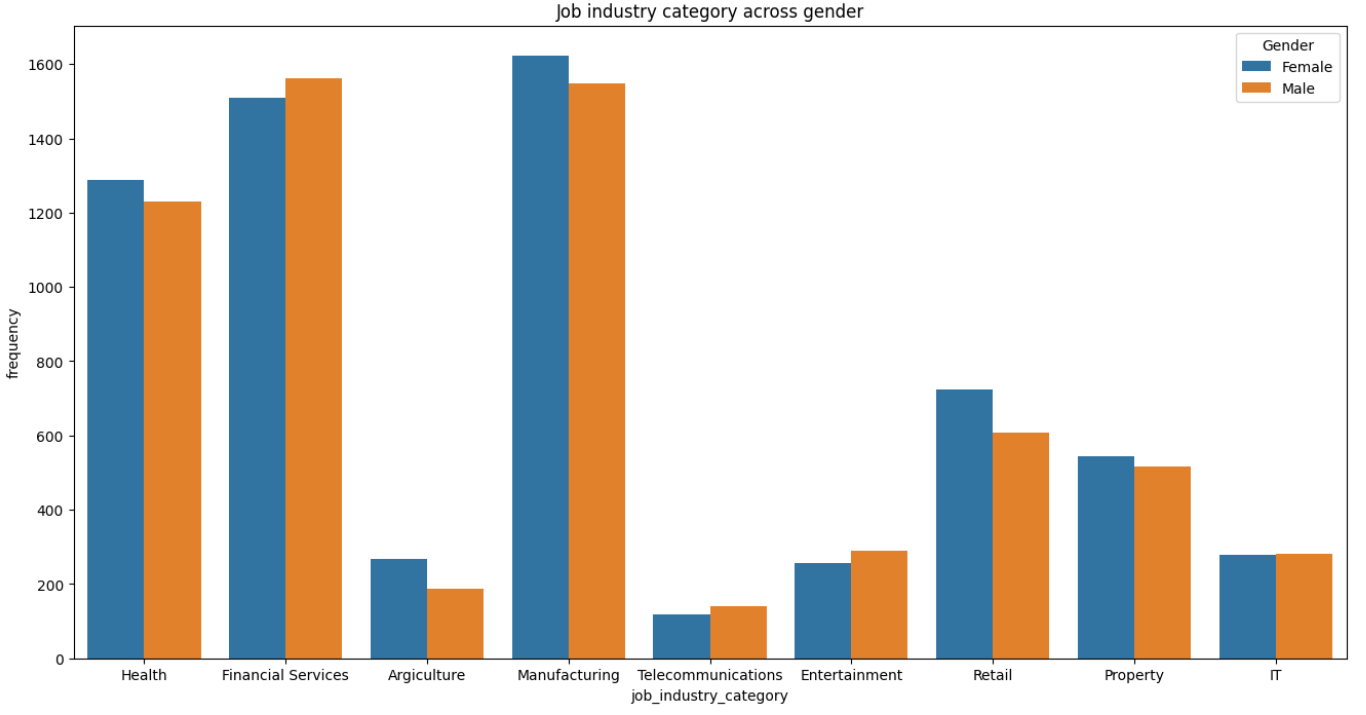 Job industry category across gender
Gender
Female
Male
frequency
1600
1400
1200
1000
800
600
400
200
0
Health Financial Services Argiculture Manufacturing Telecommunications Entertainment Retail Property IT
job_industry_category